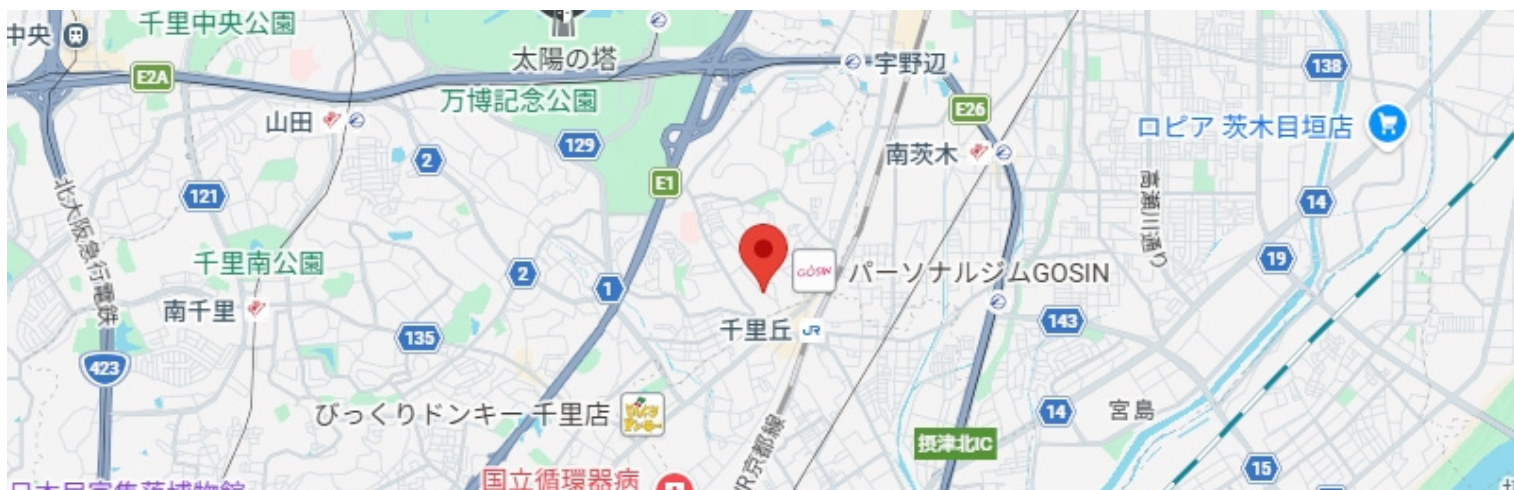 中央
千里中央公園
太陽の塔
宇野辺
138
E2A
万博記念公園
E26
ロピア 茨木目垣店
山田
129
2
南茨木
121
E1
高瀬川通り
14
北大阪急行電鉄
千里南公園
2
GOSIN
パーソナルジムGOSIN
19
1
南千里
千里丘
JR
143
135
423
びっくりドンキー 千里店
14
宮島
JR京都線
摂津北IC
15
国立循環器病